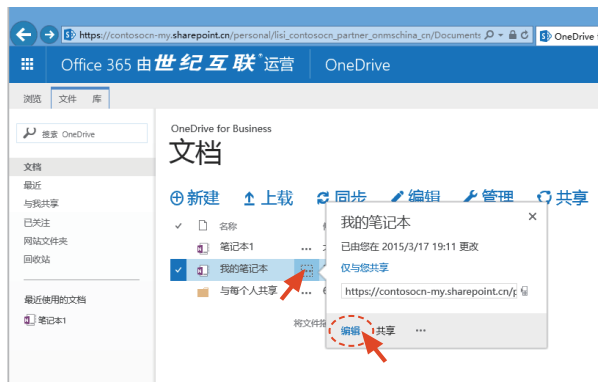 https://contosocn-my.sharepoint.cn/personal/lisi_contosocn_partner_onmschina_cn/Documents
OneDrive
Office 365 由世纪互联运营 OneDrive
浏览 文件 库
搜索 OneDrive
OneDrive for Business
文档
文档
最近
与我共享
已关注
网站文件夹
回收站
最近使用的文档
笔记本1
新建 上载 同步 编辑 管理 共享
名称
笔记本1 ...
我的笔记本 ...
与每个人共享 ...
将文件
我的笔记本 ×
已由您在 2015/3/17 19:11 更改
仅与您共享
https://contosocn-my.sharepoint.cn/p
编辑 共享 ...